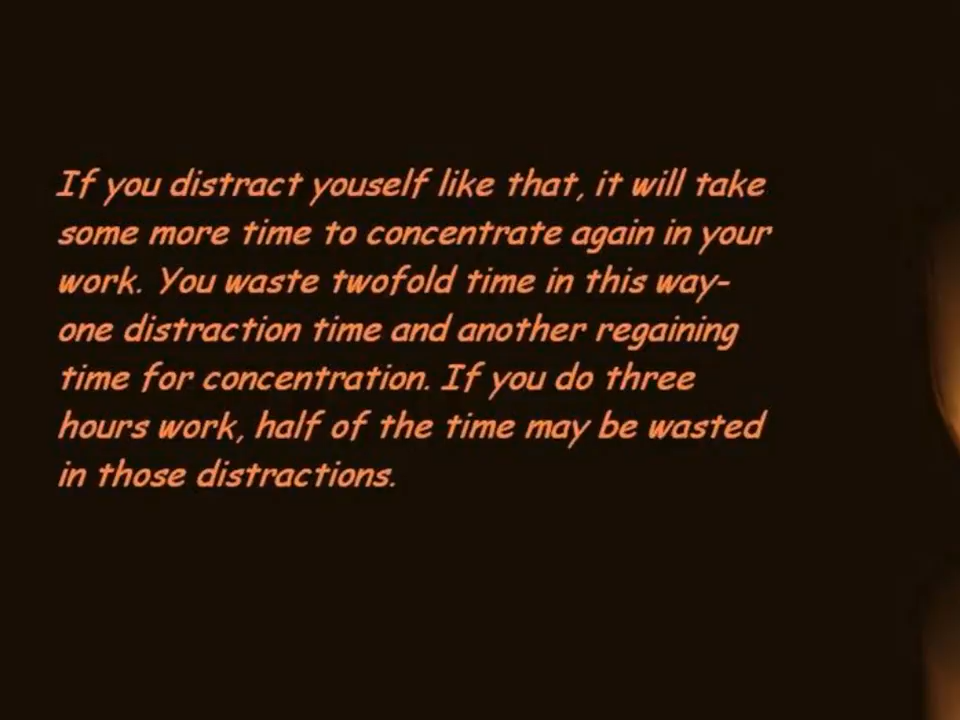 If you distract youself like that, it will take
some more time to concentrate again in your
work. You waste twofold time in this way-
one distraction time and another regaining
time for concentration. If you do three
hours work, half of the time may be wasted
in those distractions.